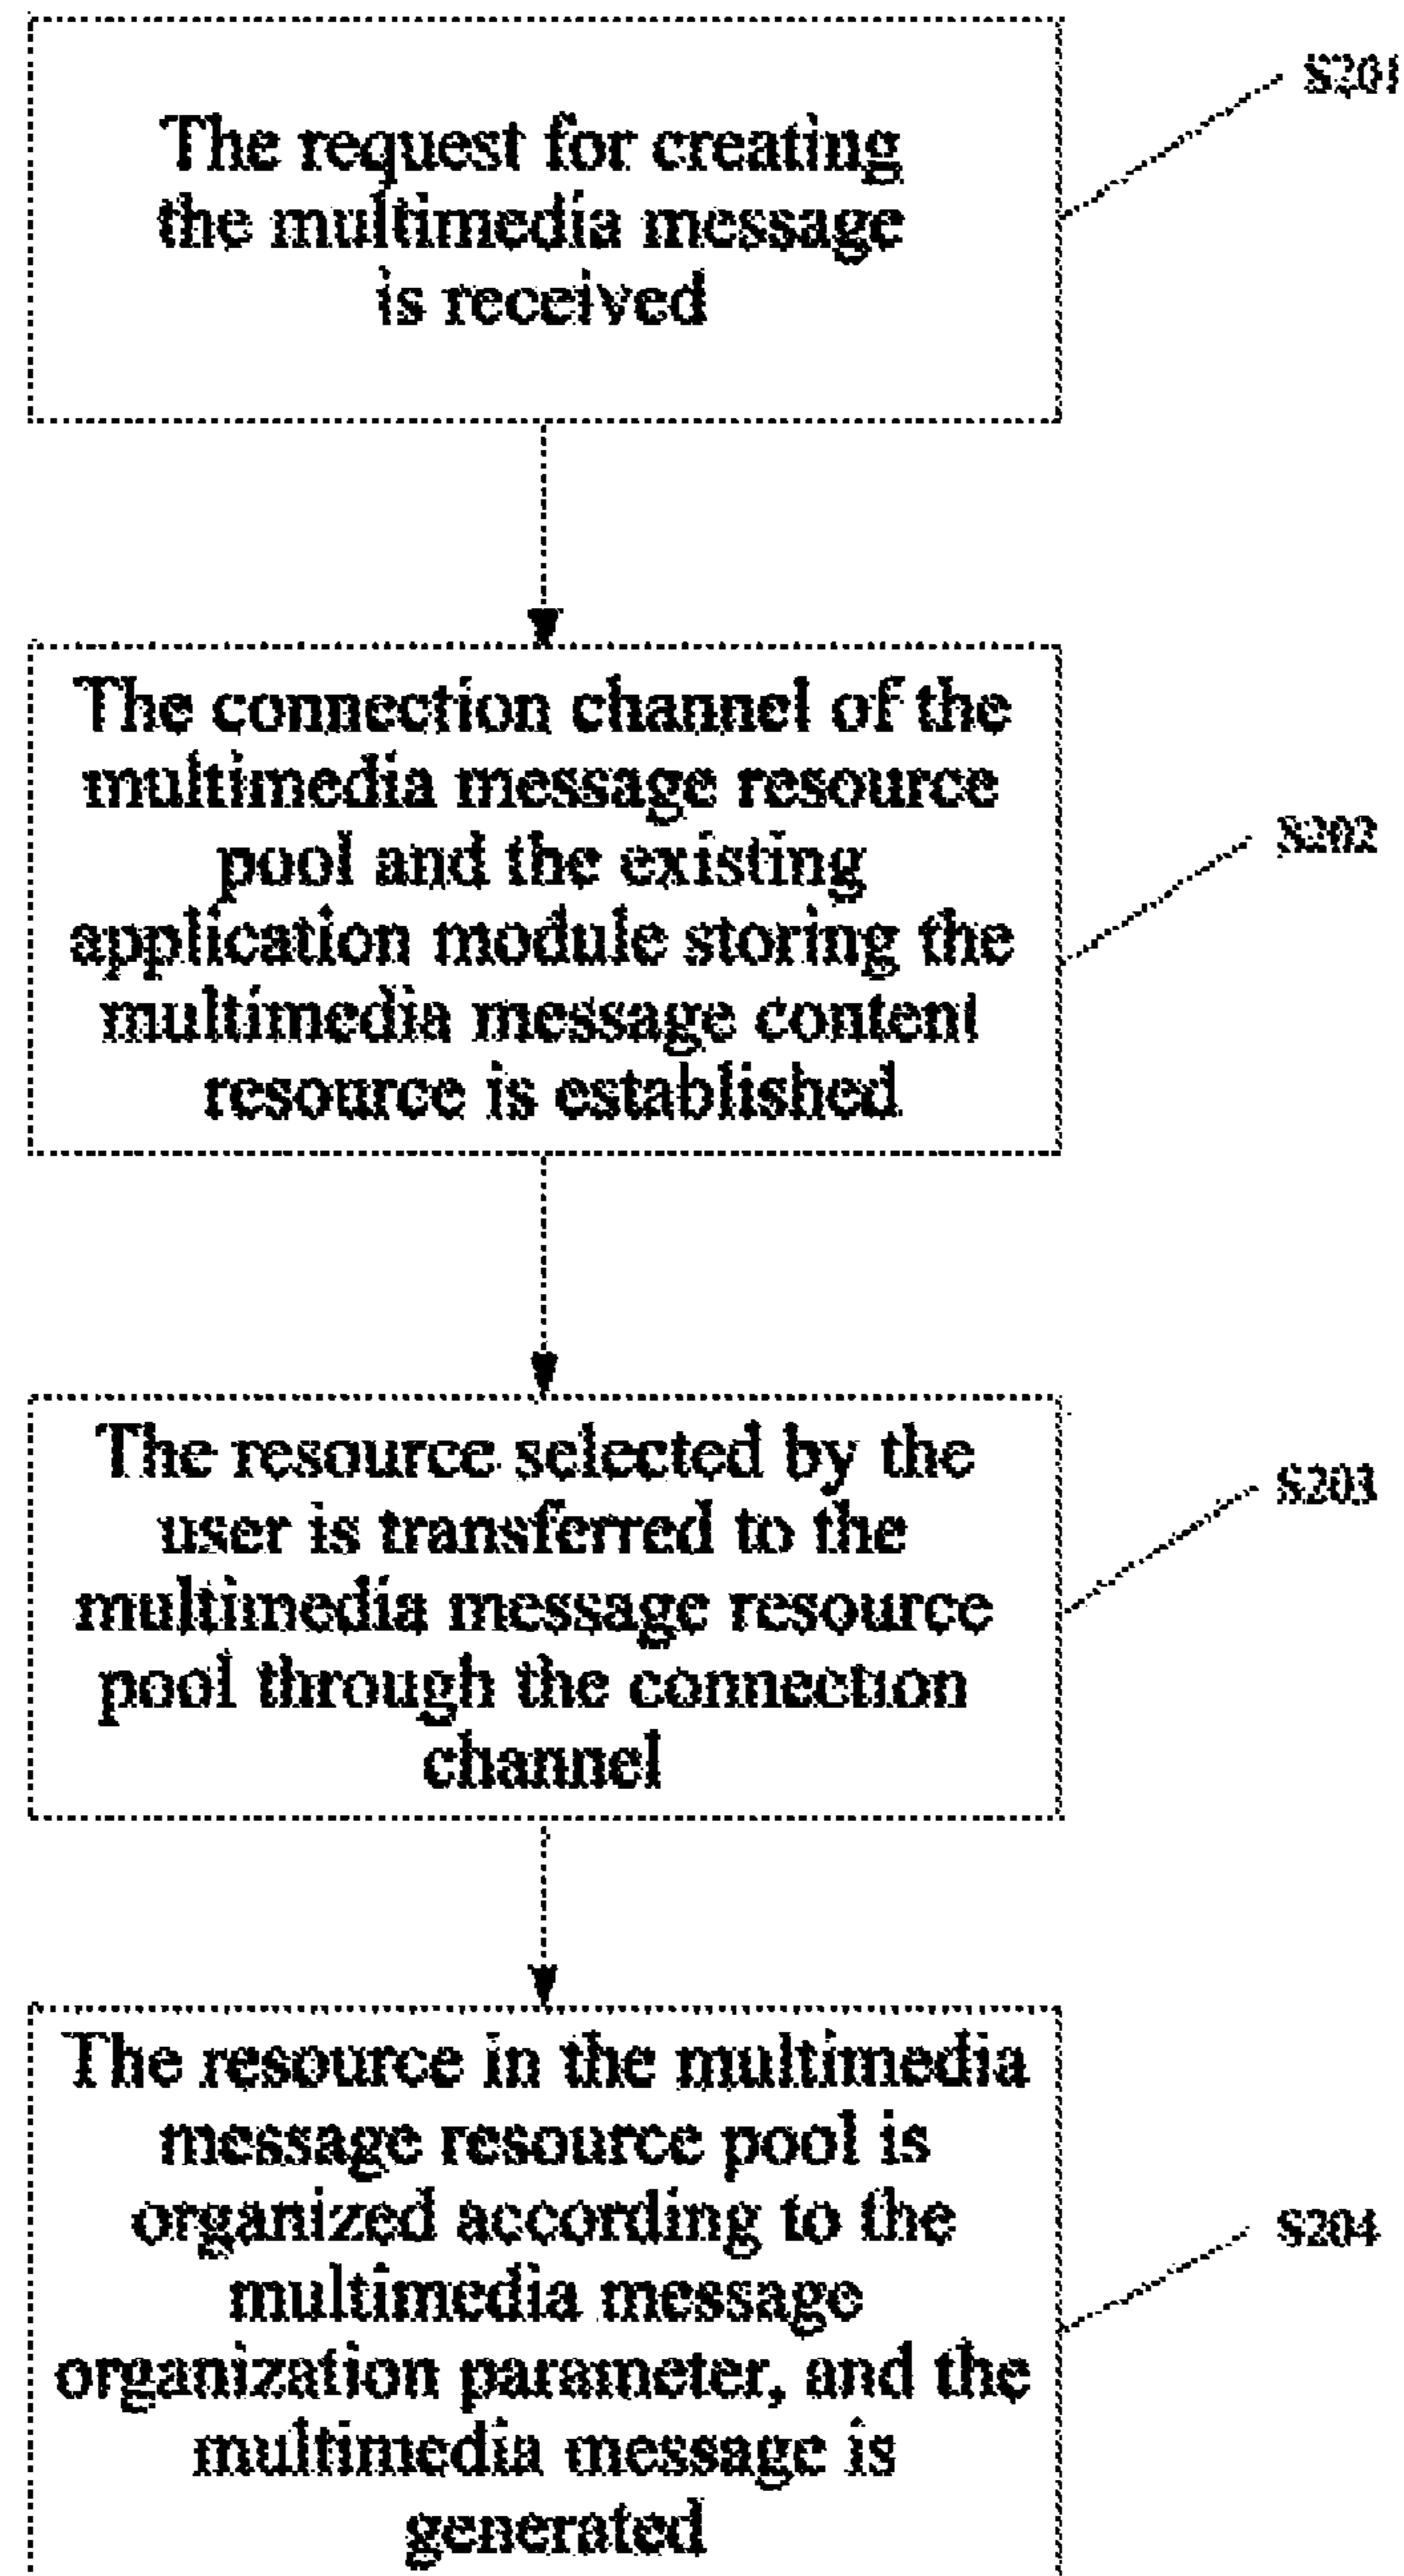 The request for creating
the multimedia message
is received
S201
The connection channel of the
multimedia message resource
pool and the existing
application module storing the
multimedia message content
resource is established
S202
The resource selected by the
user is transferred to the
multimedia message resource
pool through the connection
channel
S203
The resource in the multimedia
message resource pool is
organized according to the
multimedia message
organization parameter, and the
multimedia message is
generated
S204